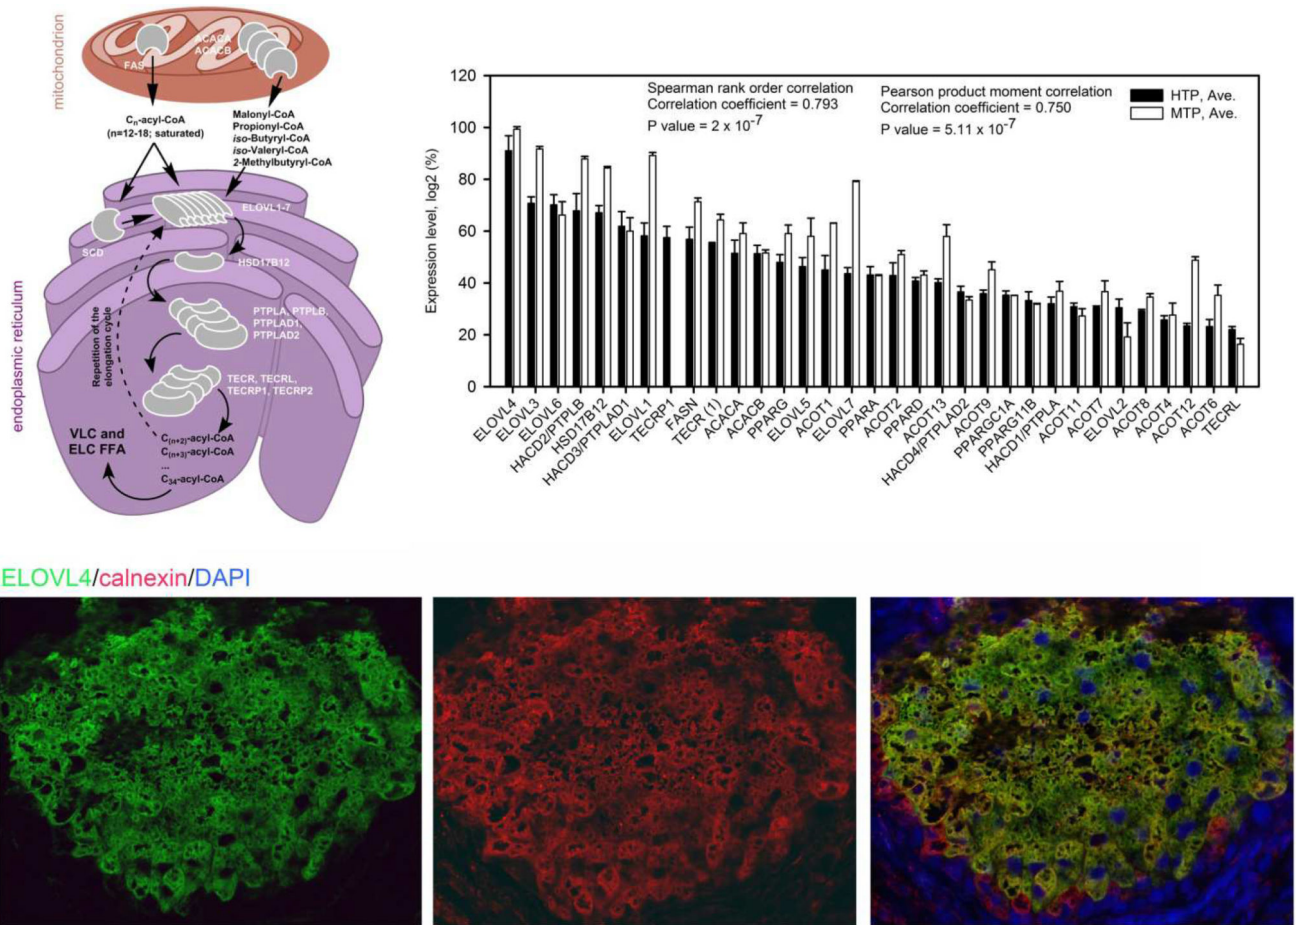 mitochondrion
FAS
ACACA
ACACB
Cn-acyl-CoA
(n=12-18; saturated)
Malonyl-CoA
Propionyl-CoA
iso-Butyryl-CoA
iso-Valeryl-CoA
2-Methylbutyryl-CoA
endoplasmic reticulum
ELOVL1-7
SCD
HSD17B12
PTPLA, PTPLB,
PTPLAD1,
PTPLAD2
Repetition of the
elongation cycle
TECR, TECRL,
TECRP1, TECRP2
VLC and
ELC FFA
C(n+2)-acyl-CoA
C(n+3)-acyl-CoA
...
C34-acyl-CoA
Expression level, log2 (%)
120
100
80
60
40
20
0
Spearman rank order correlation
Correlation coefficient = 0.793
P value = 2 x 10-7
Pearson product moment correlation
Correlation coefficient = 0.750
P value = 5.11 x 10-7
HTP, Ave.
MTP, Ave.
ELOVL4
ELOVL3
ELOVL6
HACD2/PTPLB
HSD17B12
HACD3/PTPLAD1
ELOVL1
TECRP1
FASN
TECR (1)
ACACA
ACACB
PPARG
ELOVL5
ACOT1
ELOVL7
PPARA
ACOT2
PPARD
ACOT13
HACD4/PTPLAD2
ACOT9
PPARGC1A
PPARG11B
HACD1/PTPLA
ACOT11
ACOT7
ELOVL2
ACOT8
ACOT4
ACOT12
ACOT6
TECRL
ELOVL4/calnexin/DAPI